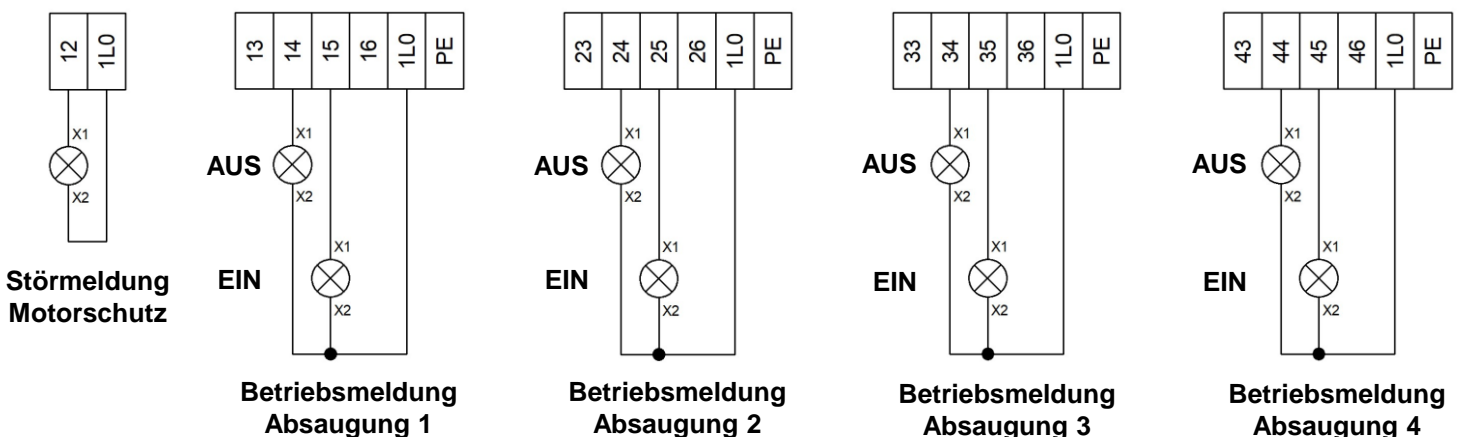 12 1L0
13 14 15 16 1L0 PE
23 24 25 26 1L0 PE
33 34 35 36 1L0 PE
43 44 45 46 1L0 PE
X1 X1 X1 X1 X1
AUS AUS AUS AUS
X2 X2 X2 X2 X2
X1 X1 X1 X1
EIN EIN EIN EIN
X2 X2 X2 X2
Störmeldung
Motorschutz
Betriebsmeldung
Absaugung 1
Betriebsmeldung
Absaugung 2
Betriebsmeldung
Absaugung 3
Betriebsmeldung
Absaugung 4